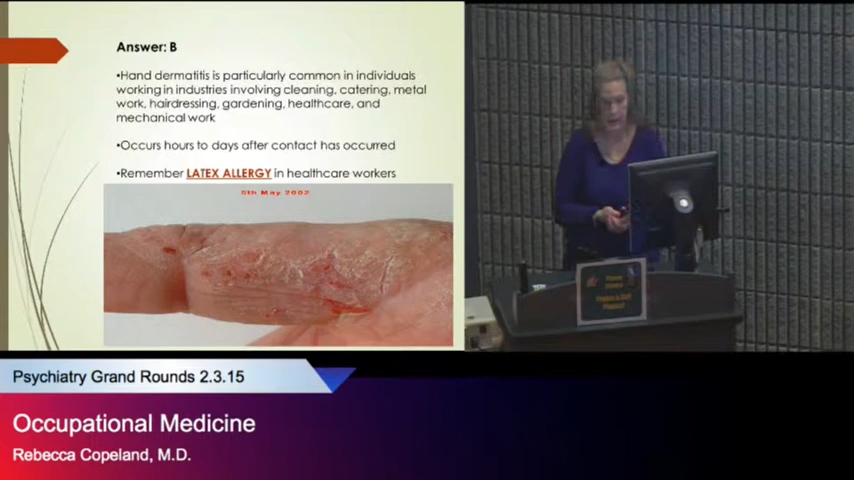 Answer: B
•Hand dermatitis is particularly common in individuals
working in industries involving cleaning, catering, metal
work, hairdressing, gardening, healthcare, and
mechanical work
•Occurs hours to days after contact has occurred
•Remember LATEX ALLERGY in healthcare workers
5th May 2002
Psychiatry Grand Rounds 2.3.15
Occupational Medicine
Rebecca Copeland, M.D.